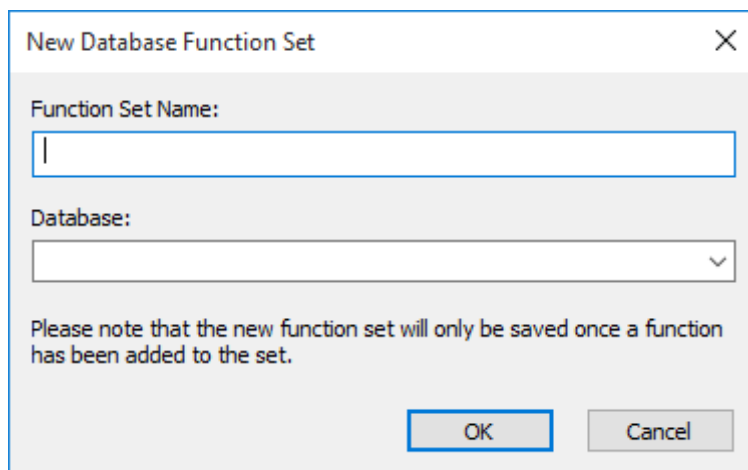 New Database Function Set
Function Set Name:
Database:
Please note that the new function set will only be saved once a function
has been added to the set.
OK
Cancel